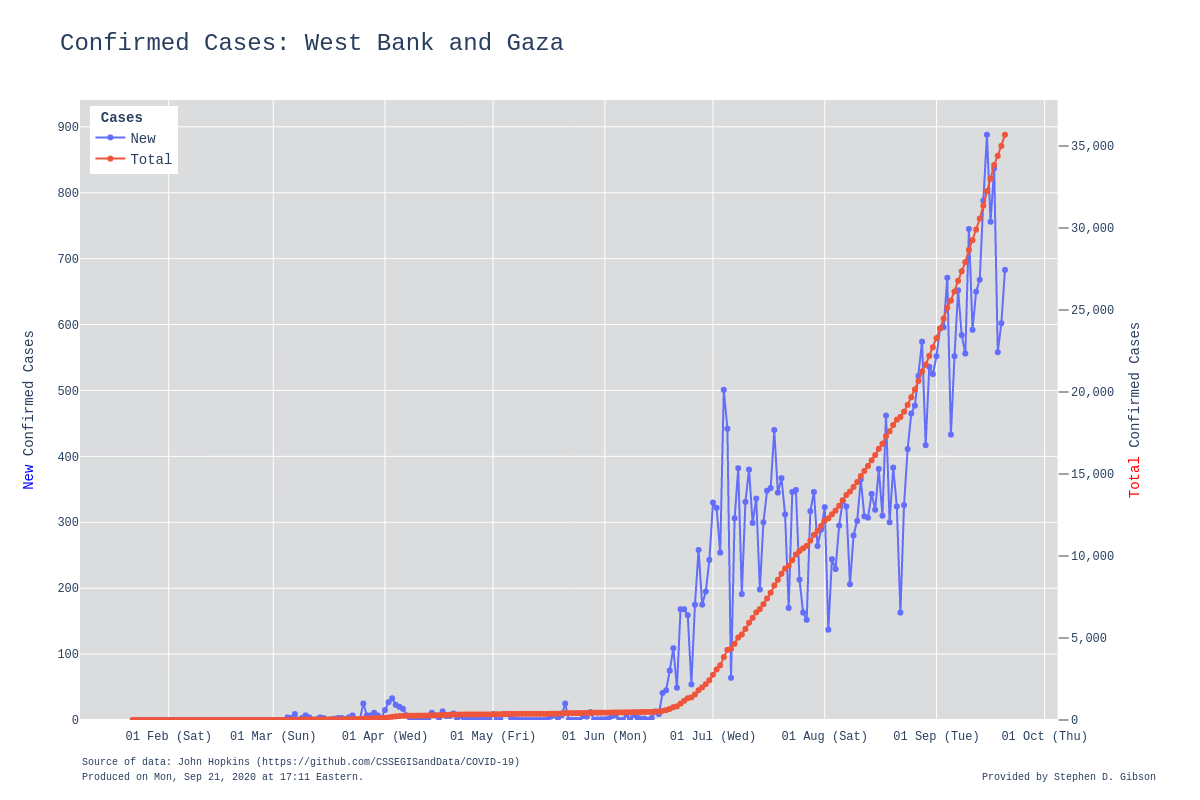 Confirmed Cases: West Bank and Gaza
Cases
New
Total
900
800
700
600
500
400
300
200
100
0
New Confirmed Cases
35,000
30,000
25,000
20,000
15,000
10,000
5,000
0
Total Confirmed Cases
01 Feb (Sat) 01 Mar (Sun) 01 Apr (Wed) 01 May (Fri) 01 Jun (Mon) 01 Jul (Wed) 01 Aug (Sat) 01 Sep (Tue) 01 Oct (Thu)
Source of data: John Hopkins (https://github.com/CSSEGISandData/COVID-19)
Produced on Mon, Sep 21, 2020 at 17:11 Eastern.
Provided by Stephen D. Gibson